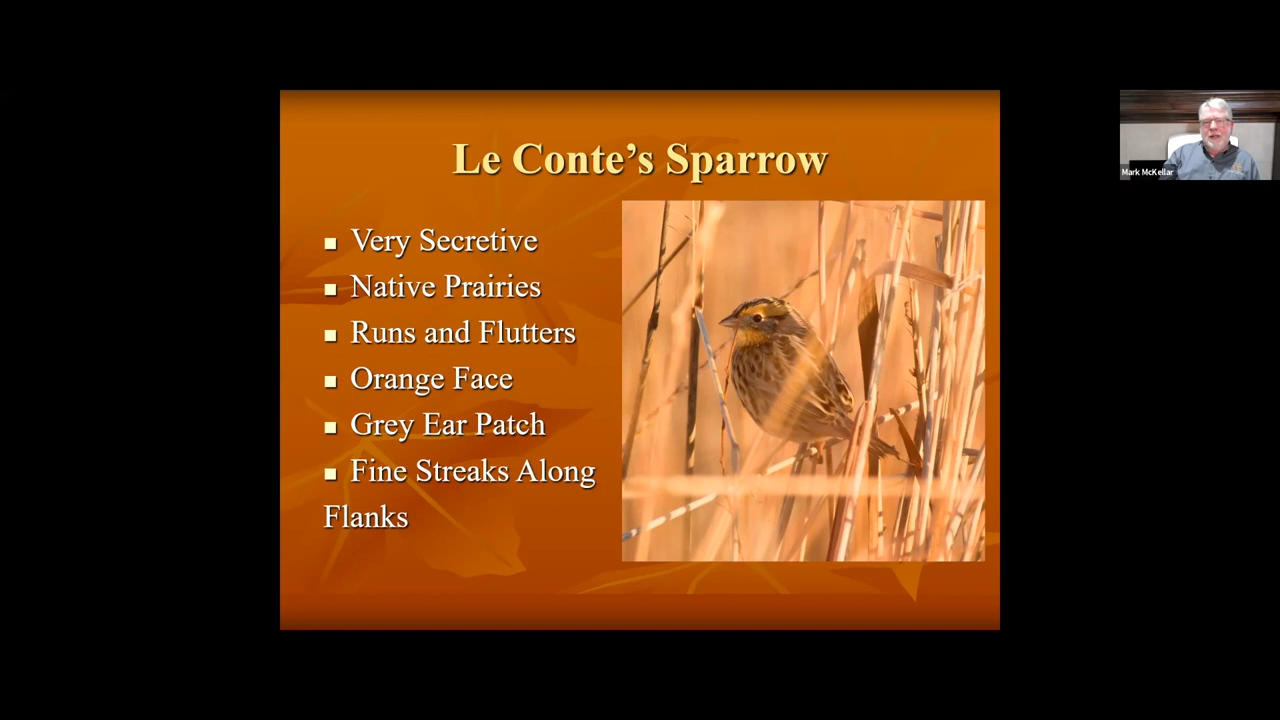 Le Conte’s Sparrow
Very Secretive
Native Prairies
Runs and Flutters
Orange Face
Grey Ear Patch
Fine Streaks Along
Flanks
Mark McKellar